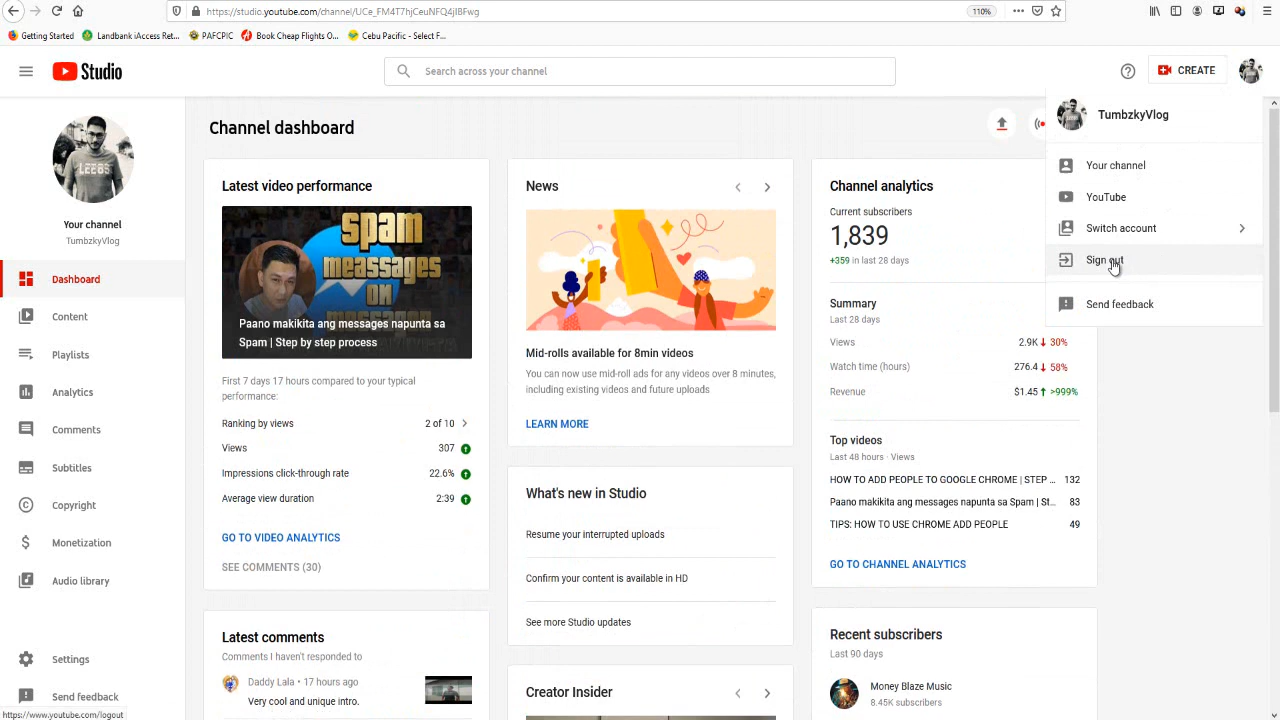 https://studio.youtube.com/channel/UCe_FM4T7hjCeuNFQ4jIBFwg
110%
Getting Started
Landbank iAccess Ret...
PAFCPIC
Book Cheap Flights O...
Cebu Pacific - Select F...
Studio
Search across your channel
CREATE
TumbzkyVlog
Your channel
YouTube
Switch account
Sign out
Send feedback
Your channel
TumbzkyVlog
Dashboard
Content
Playlists
Analytics
Comments
Subtitles
Copyright
Monetization
Audio library
Settings
Send feedback
https://www.youtube.com/logout
Channel dashboard
Latest video performance
SPAM
MEASSAGES
ON
Paano makikita ang messages napunta sa
Spam | Step by step process
First 7 days 17 hours compared to your typical
performance:
Ranking by views 2 of 10
Views 307
Impressions click-through rate 22.6%
Average view duration 2:39
GO TO VIDEO ANALYTICS
SEE COMMENTS (30)
Latest comments
Comments I haven't responded to
Daddy Lala • 17 hours ago
Very cool and unique intro.
News
Mid-rolls available for 8min videos
You can now use mid-roll ads for any videos over 8 minutes,
including existing videos and future uploads
LEARN MORE
What's new in Studio
Resume your interrupted uploads
Confirm your content is available in HD
See more Studio updates
Creator Insider
Channel analytics
Current subscribers
1,839
+359 in last 28 days
Summary
Last 28 days
Views 2.9K 30%
Watch time (hours) 276.4 58%
Revenue $1.45 >999%
Top videos
Last 48 hours · Views
HOW TO ADD PEOPLE TO GOOGLE CHROME | STEP ... 132
Paano makikita ang messages napunta sa Spam | St... 83
TIPS: HOW TO USE CHROME ADD PEOPLE 49
GO TO CHANNEL ANALYTICS
Recent subscribers
Last 90 days
Money Blaze Music
8.45K subscribers